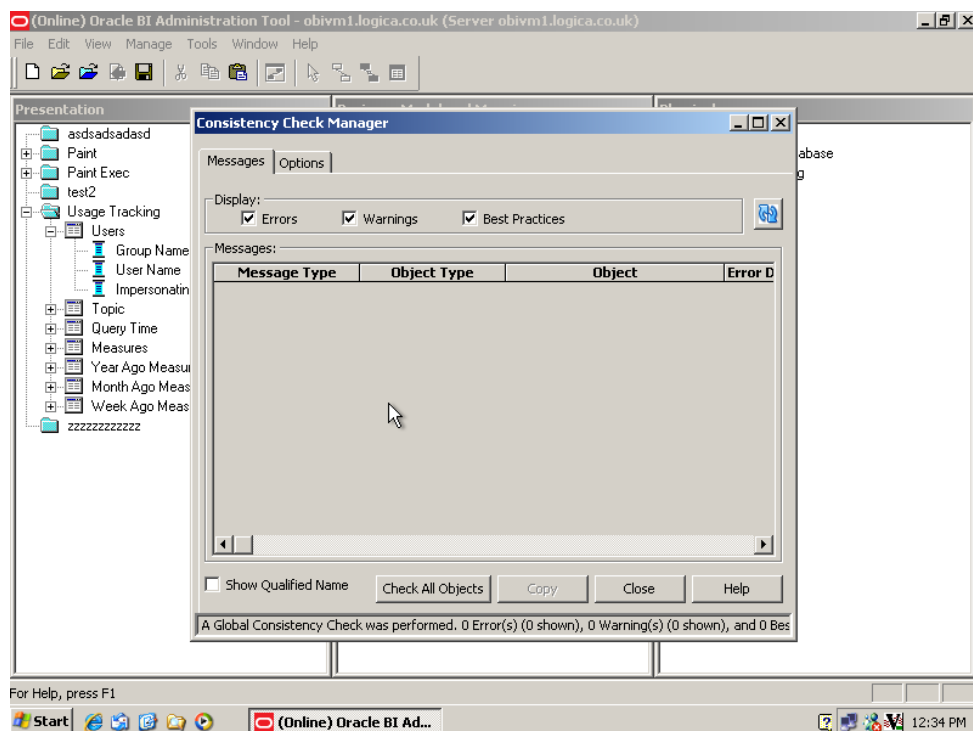 (Online) Oracle BI Administration Tool - obivm1.logica.co.uk (Server obivm1.logica.co.uk)
File Edit View Manage Tools Window Help
Presentation
asdsadsadasd
Paint
Paint Exec
test2
Usage Tracking
Users
Group Name
User Name
Impersonatin
Topic
Query Time
Measures
Year Ago Measu
Month Ago Meas
Week Ago Meas
zzzzzzzzzzzz
abase
g
Consistency Check Manager
Messages Options
Display:
Errors Warnings Best Practices
Messages:
Message Type Object Type Object Error D
Show Qualified Name Check All Objects Copy Close Help
A Global Consistency Check was performed. 0 Error(s) (0 shown), 0 Warning(s) (0 shown), and 0 Bes
For Help, press F1
Start (Online) Oracle BI Ad... 12:34 PM